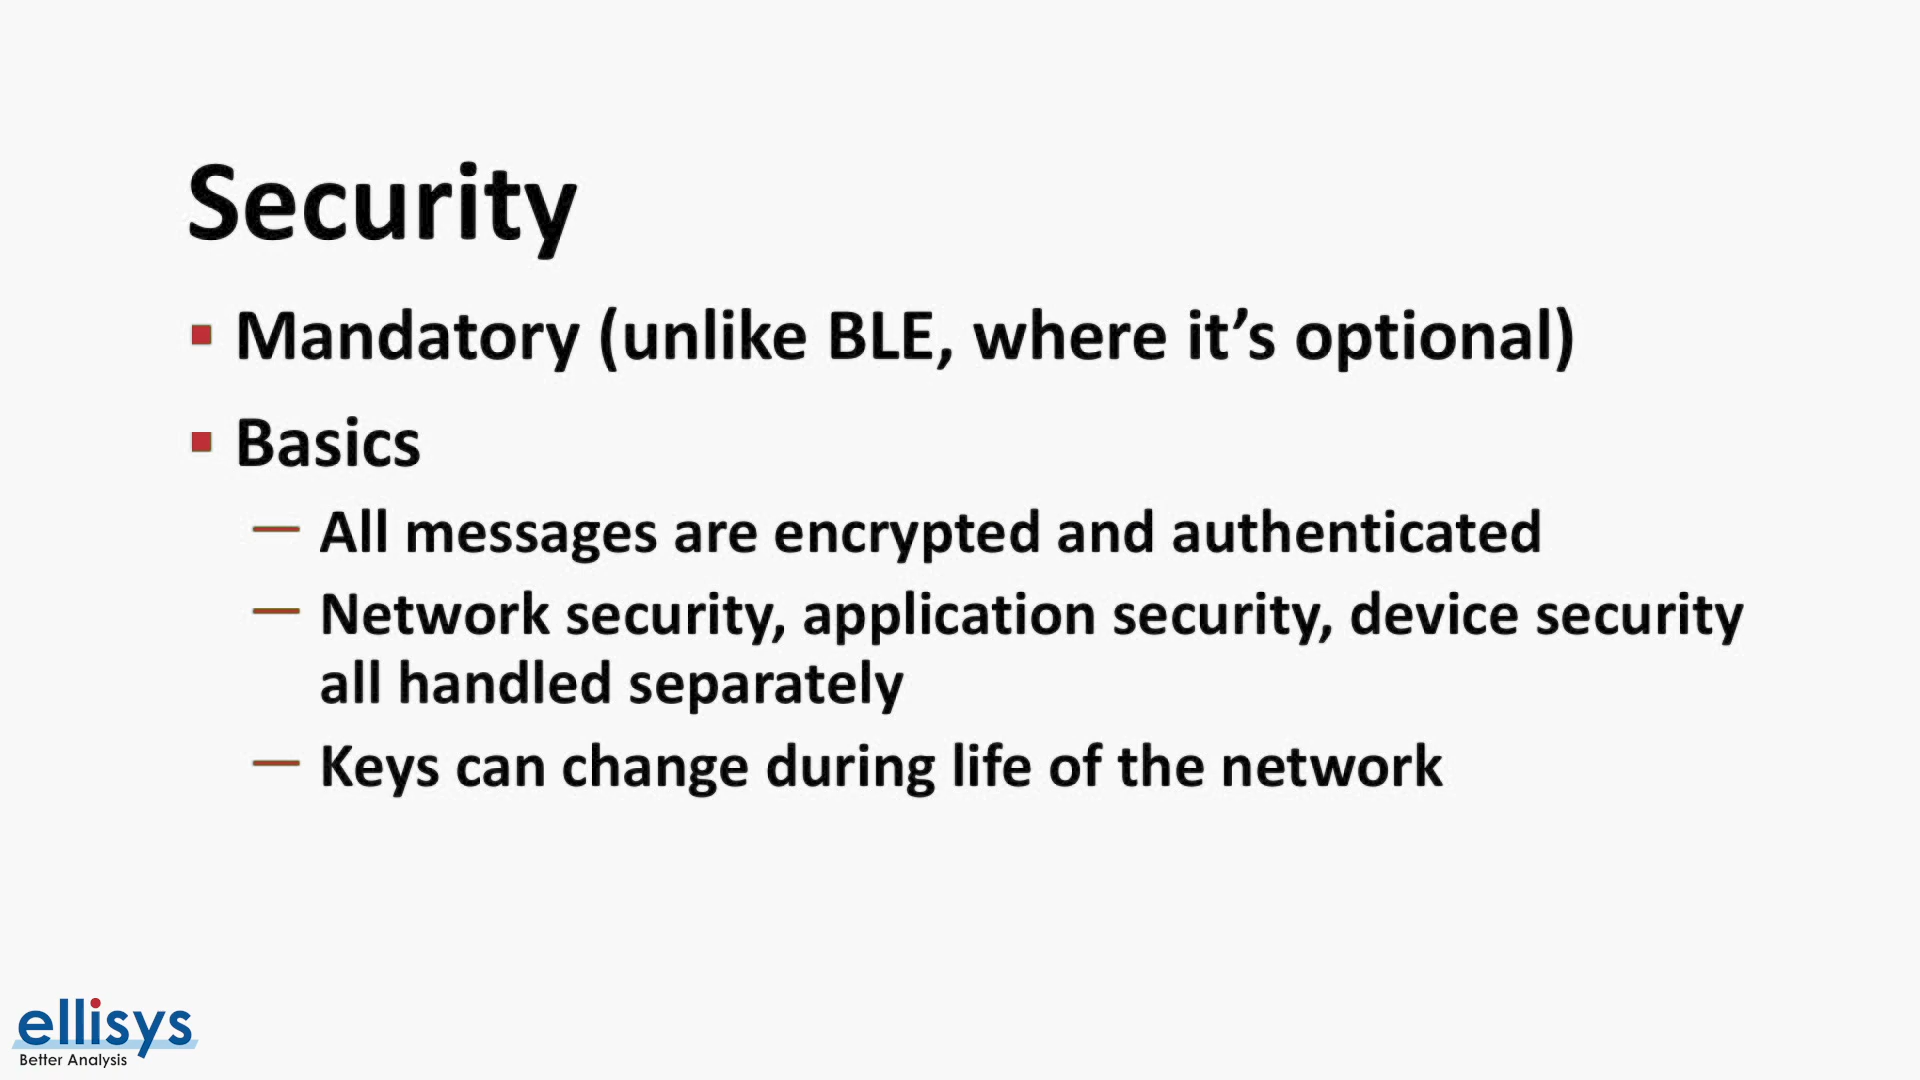 Security
Mandatory (unlike BLE, where it’s optional)
Basics
All messages are encrypted and authenticated
Network security, application security, device security
all handled separately
Keys can change during life of the network
ellisys
Better Analysis